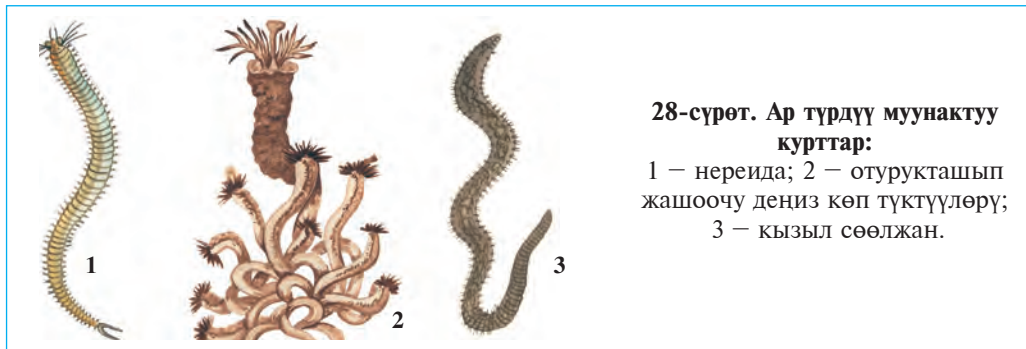 28-сүрөт. Ар түрдүү муунактуу
курттар:
1 — нереида; 2 — отурукташып
жашоочу деңиз көп түктүүлөрү;
3 — кызыл сөөлжан.
1
2
3